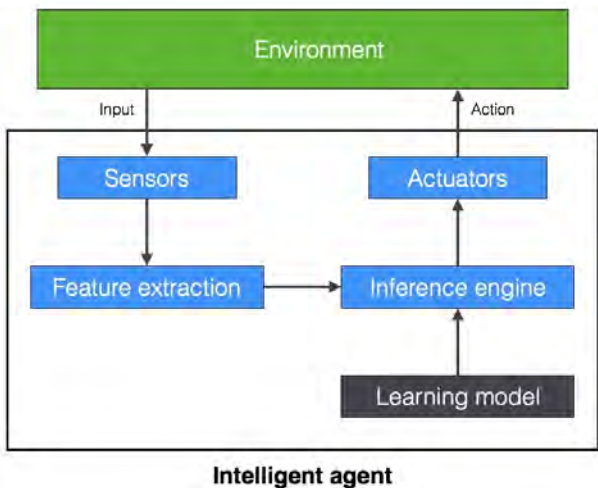 Environment
Input
Action
Sensors
Actuators
Feature extraction
Inference engine
Learning model
Intelligent agent